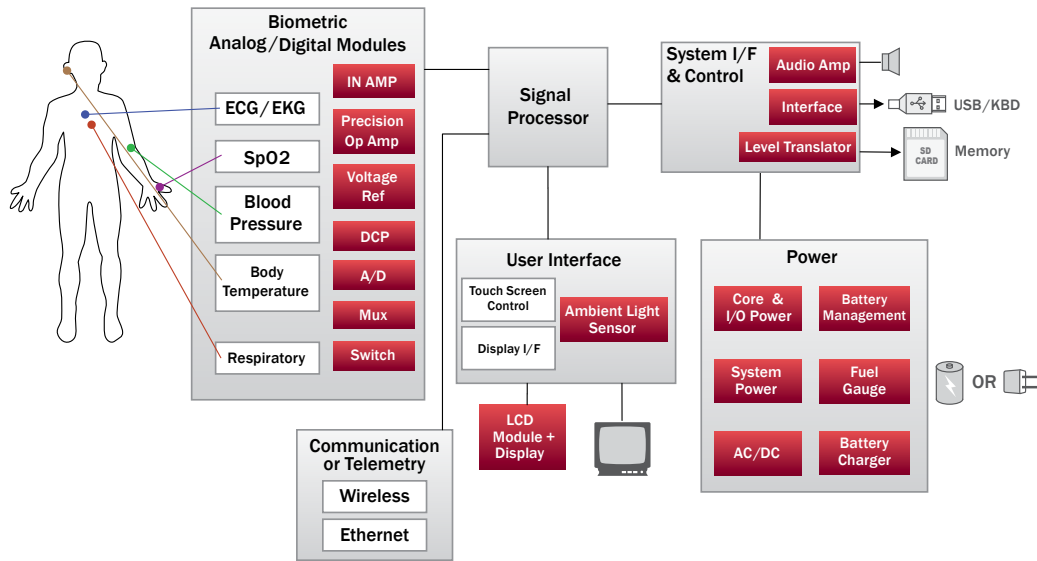 Biometric
Analog/Digital Modules
ECG/EKG
SpO2
Blood
Pressure
Body
Temperature
Respiratory
IN AMP
Precision
Op Amp
Voltage
Ref
DCP
A/D
Mux
Switch
Signal
Processor
System I/F
& Control
Audio Amp
Interface
Level Translator
USB/KBD
SD
CARD
Memory
User Interface
Touch Screen
Control
Display I/F
Ambient Light
Sensor
LCD
Module +
Display
Communication
or Telemetry
Wireless
Ethernet
Power
Core & I/O Power
Battery
Management
System
Power
Fuel
Gauge
AC/DC
Battery
Charger
OR